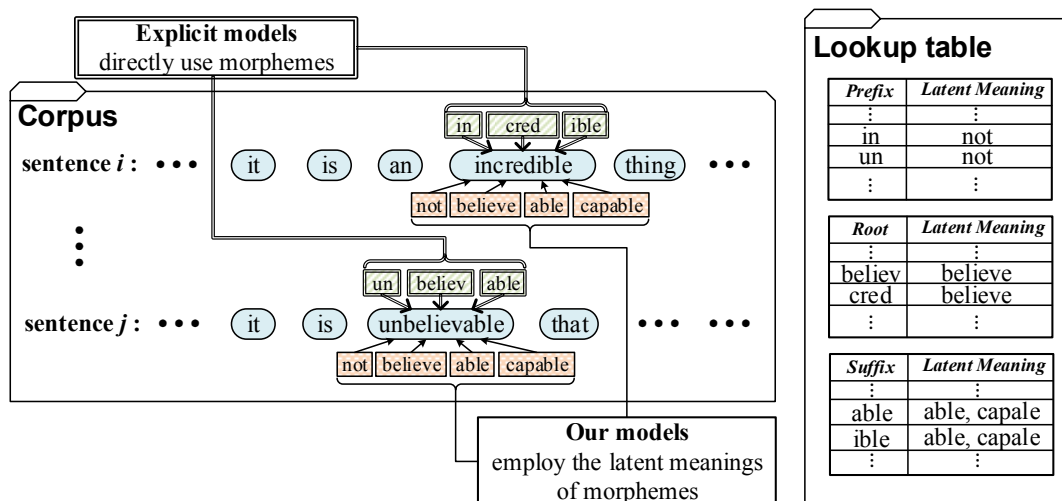 Explicit models
directly use morphemes
Corpus
in cred ible
sentence i : ••• it is an incredible thing •••
not believe able capable
un believ able
sentence j : ••• it is unbelievable that ••• •••
not believe able capable
Our models
employ the latent meanings
of morphemes
Lookup table
Prefix Latent Meaning
in not
un not
Root Latent Meaning
believ believe
cred believe
Suffix Latent Meaning
able able, capale
ible able, capale